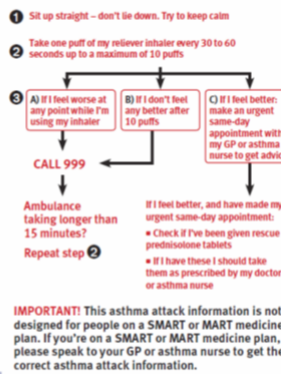 1 Sit up straight – don't lie down. Try to keep calm
2 Take one puff of my reliever inhaler every 30 to 60
seconds up to a maximum of 10 puffs
3
A) If I feel worse at
any point while I'm
using my inhaler
B) If I don't feel
any better after
10 puffs
C) If I feel better:
make an urgent
same-day
appointment with
my GP or asthma
nurse to get advic
CALL 999
Ambulance
taking longer than
15 minutes?
Repeat step 2
If I feel better, and have made my
urgent same-day appointment:
• Check if I've been given rescue
prednisolone tablets
• If I have these I should take
them as prescribed by my doctor
or asthma nurse
IMPORTANT! This asthma attack information is not
designed for people on a SMART or MART medicine
plan. If you're on a SMART or MART medicine plan,
please speak to your GP or asthma nurse to get the
correct asthma attack information.